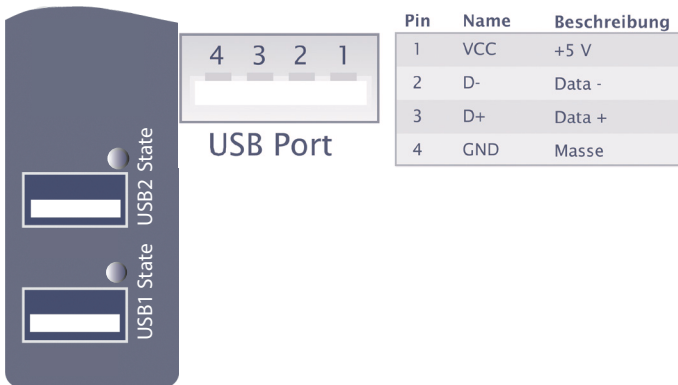 4 3 2 1
USB Port
Pin Name Beschreibung
1 VCC +5 V
2 D- Data -
3 D+ Data +
4 GND Masse
USB2 State
USB1 State